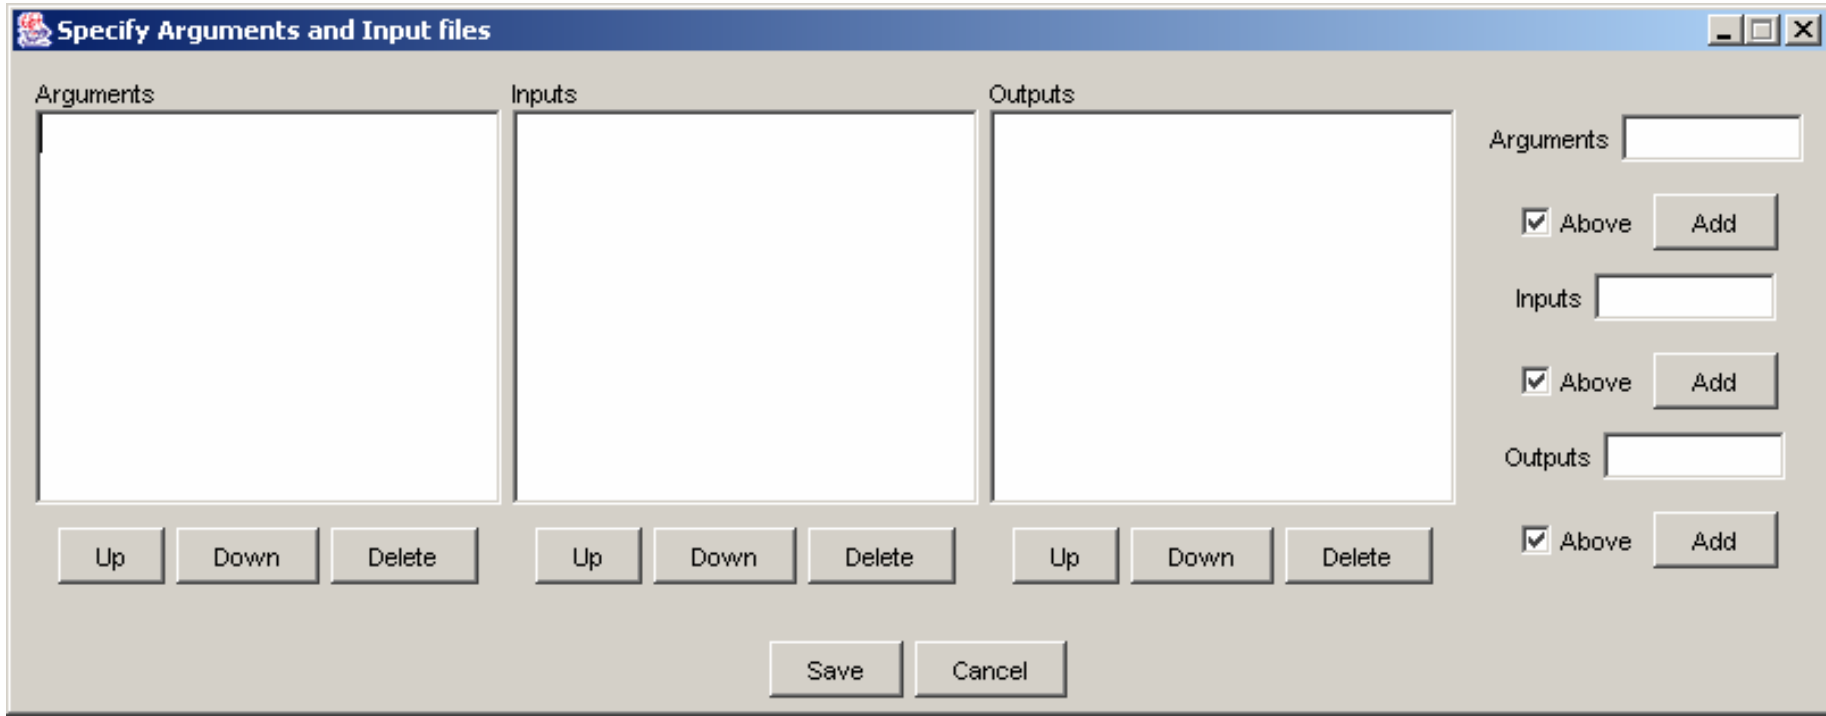 Specify Arguments and Input files
Arguments Inputs Outputs
Arguments
Above Add
Inputs
Above Add
Outputs
Above Add
Up Down Delete Up Down Delete Up Down Delete
Save Cancel